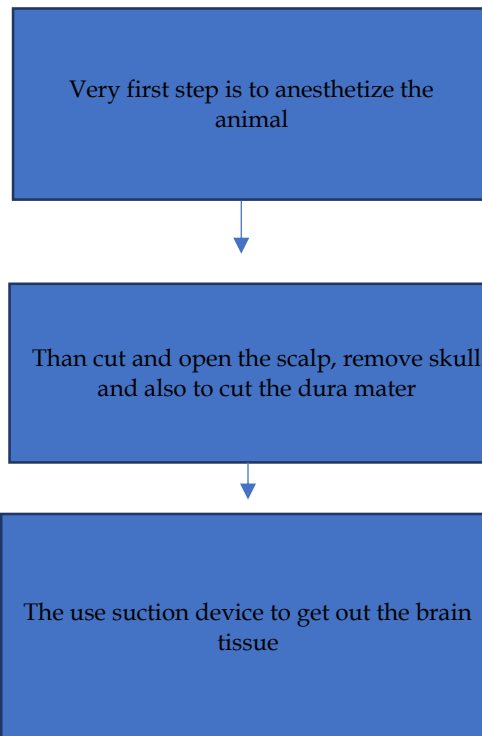 Very first step is to anesthetize the
animal
Than cut and open the scalp, remove skull
and also to cut the dura mater
The use suction device to get out the brain
tissue